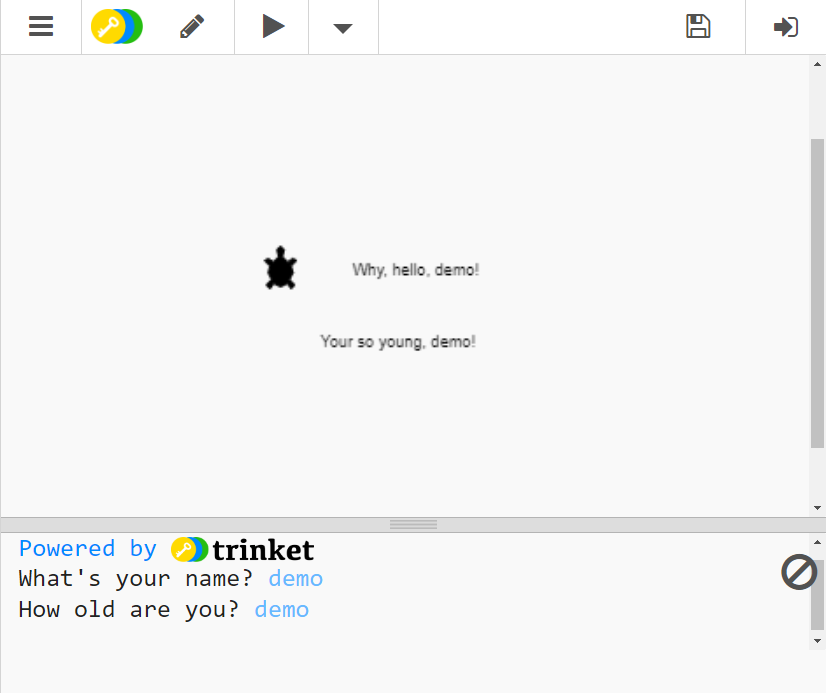 Why, hello, demo!
Your so young, demo!
Powered by trinket
What's your name? demo
How old are you? demo